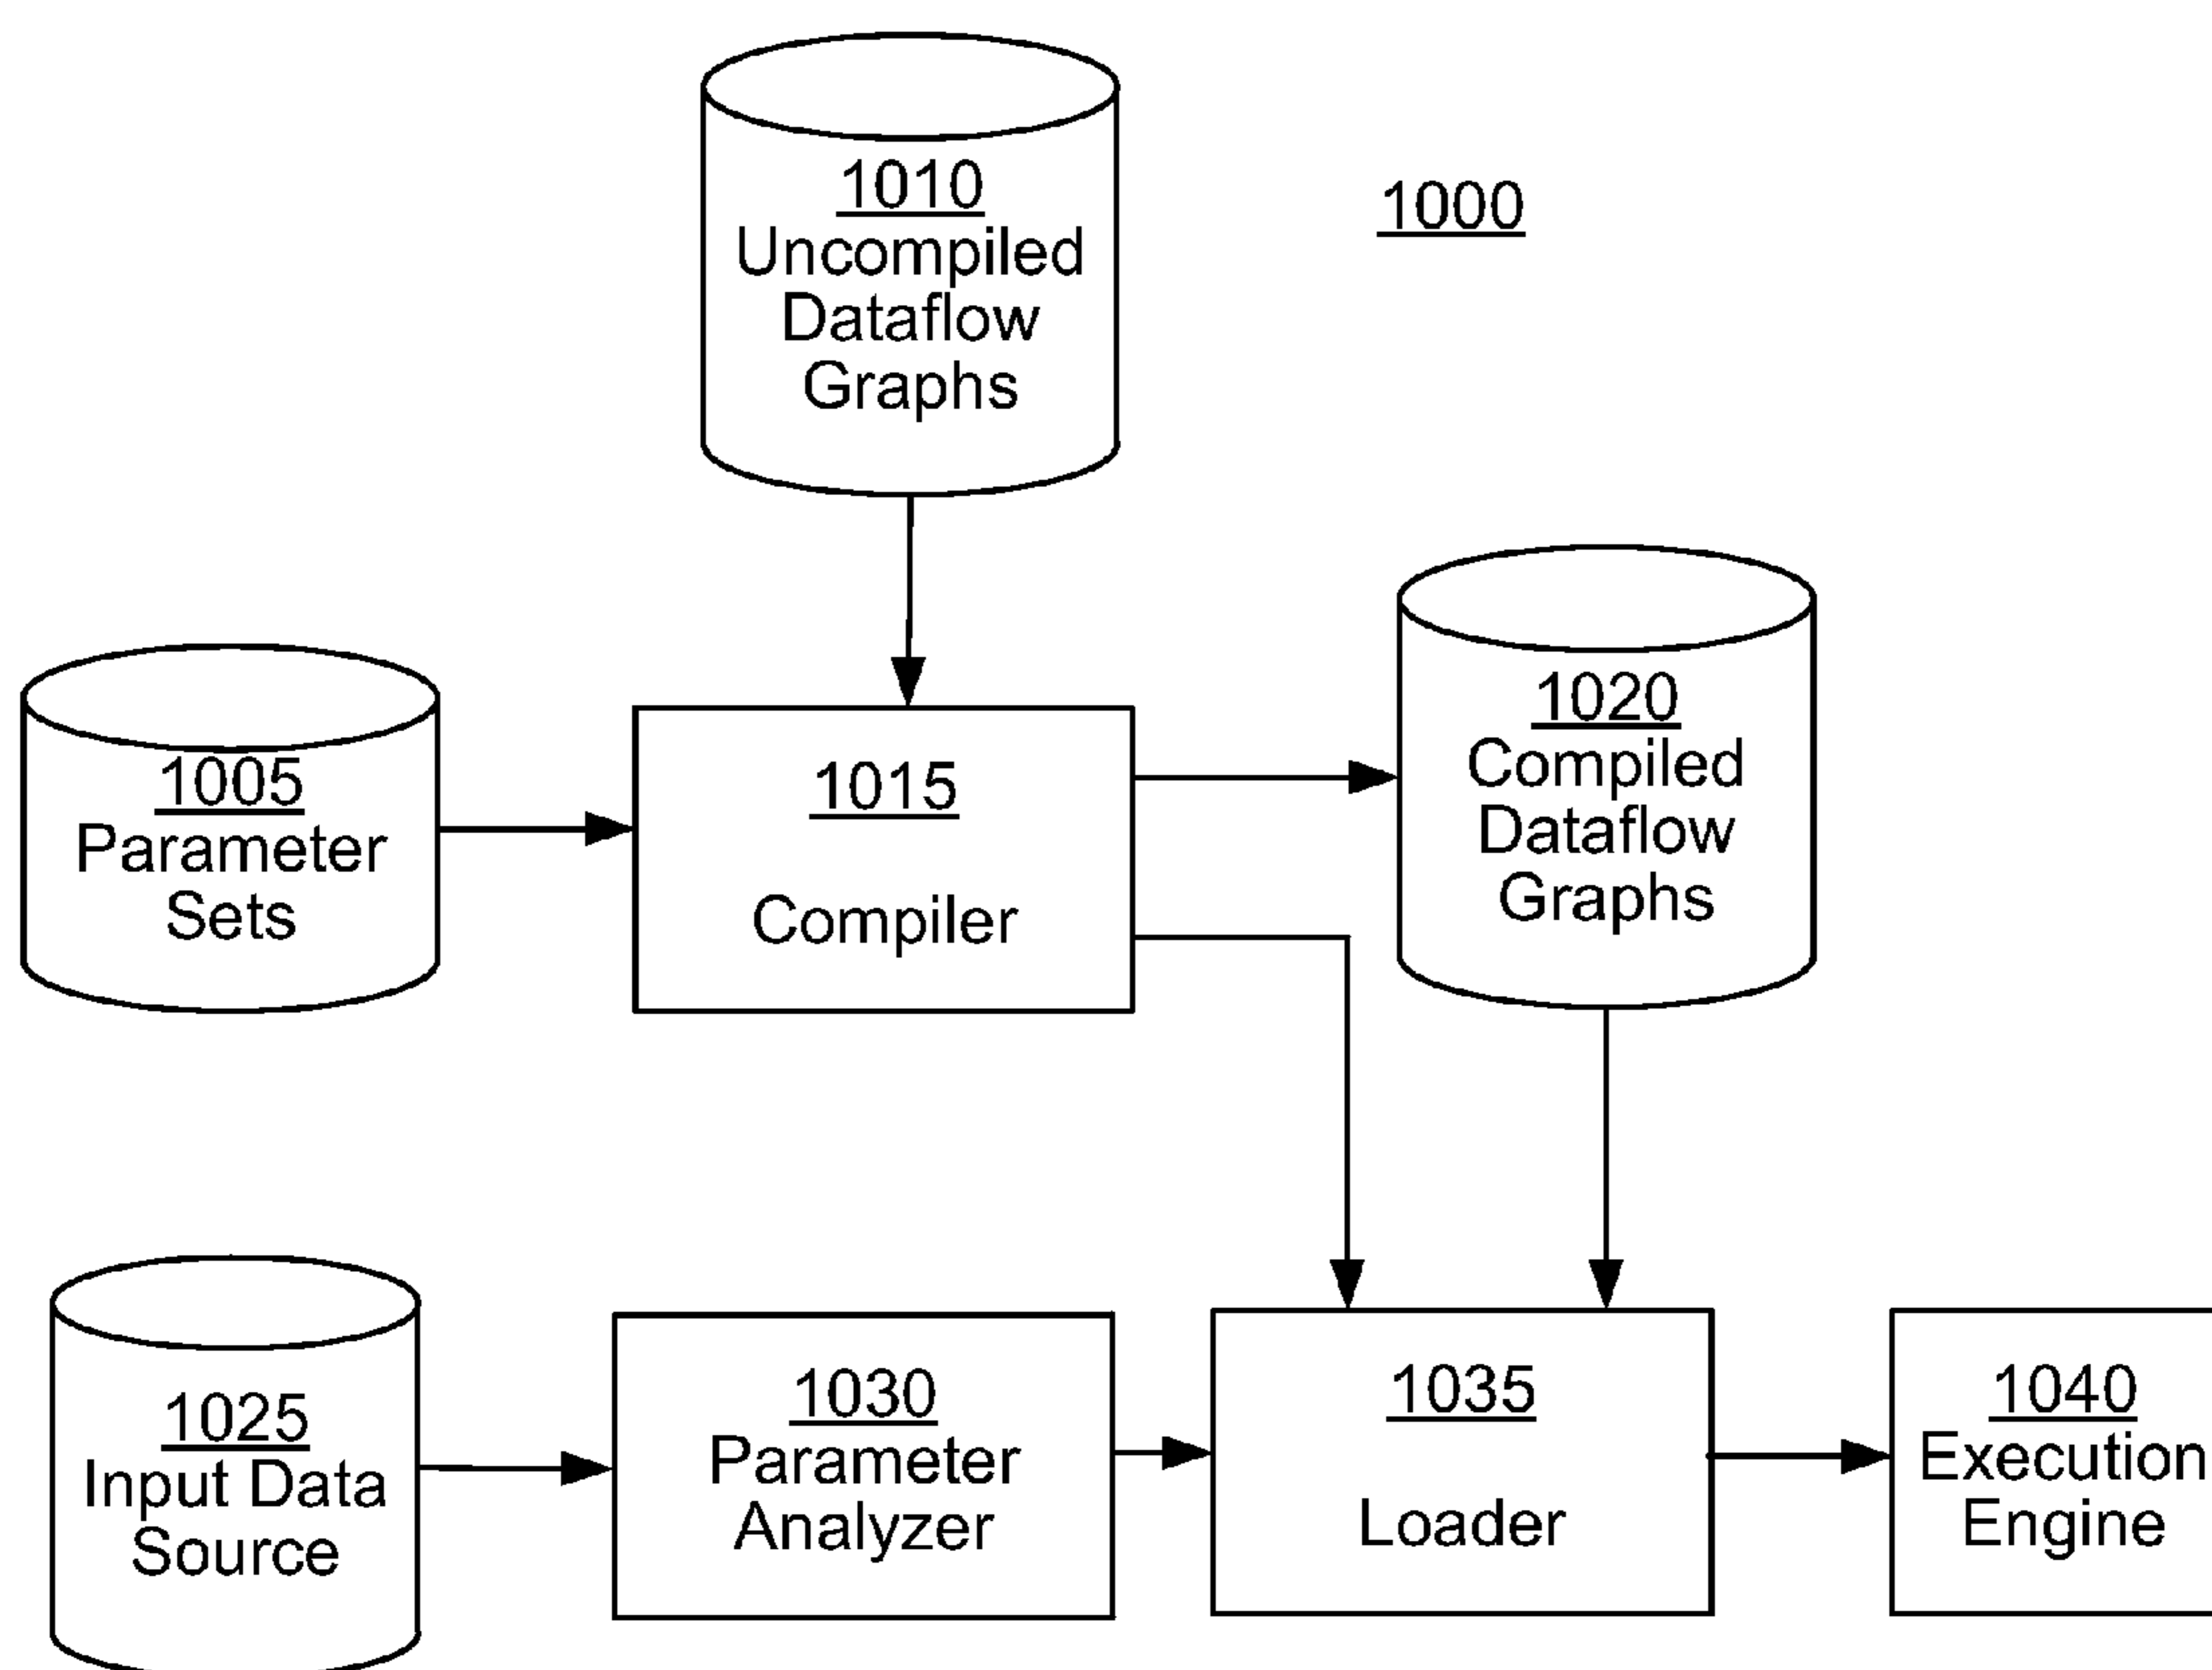 1010
Uncompiled
Dataflow
Graphs
1000
1005
Parameter
Sets
1015
Compiler
1020
Compiled
Dataflow
Graphs
1025
Input Data
Source
1030
Parameter
Analyzer
1035
Loader
1040
Execution
Engine